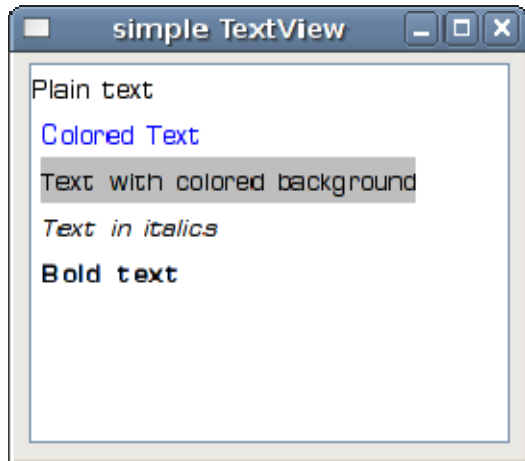 simple TextView
Plain text
Colored Text
Text with colored background
Text in italics
Bold text